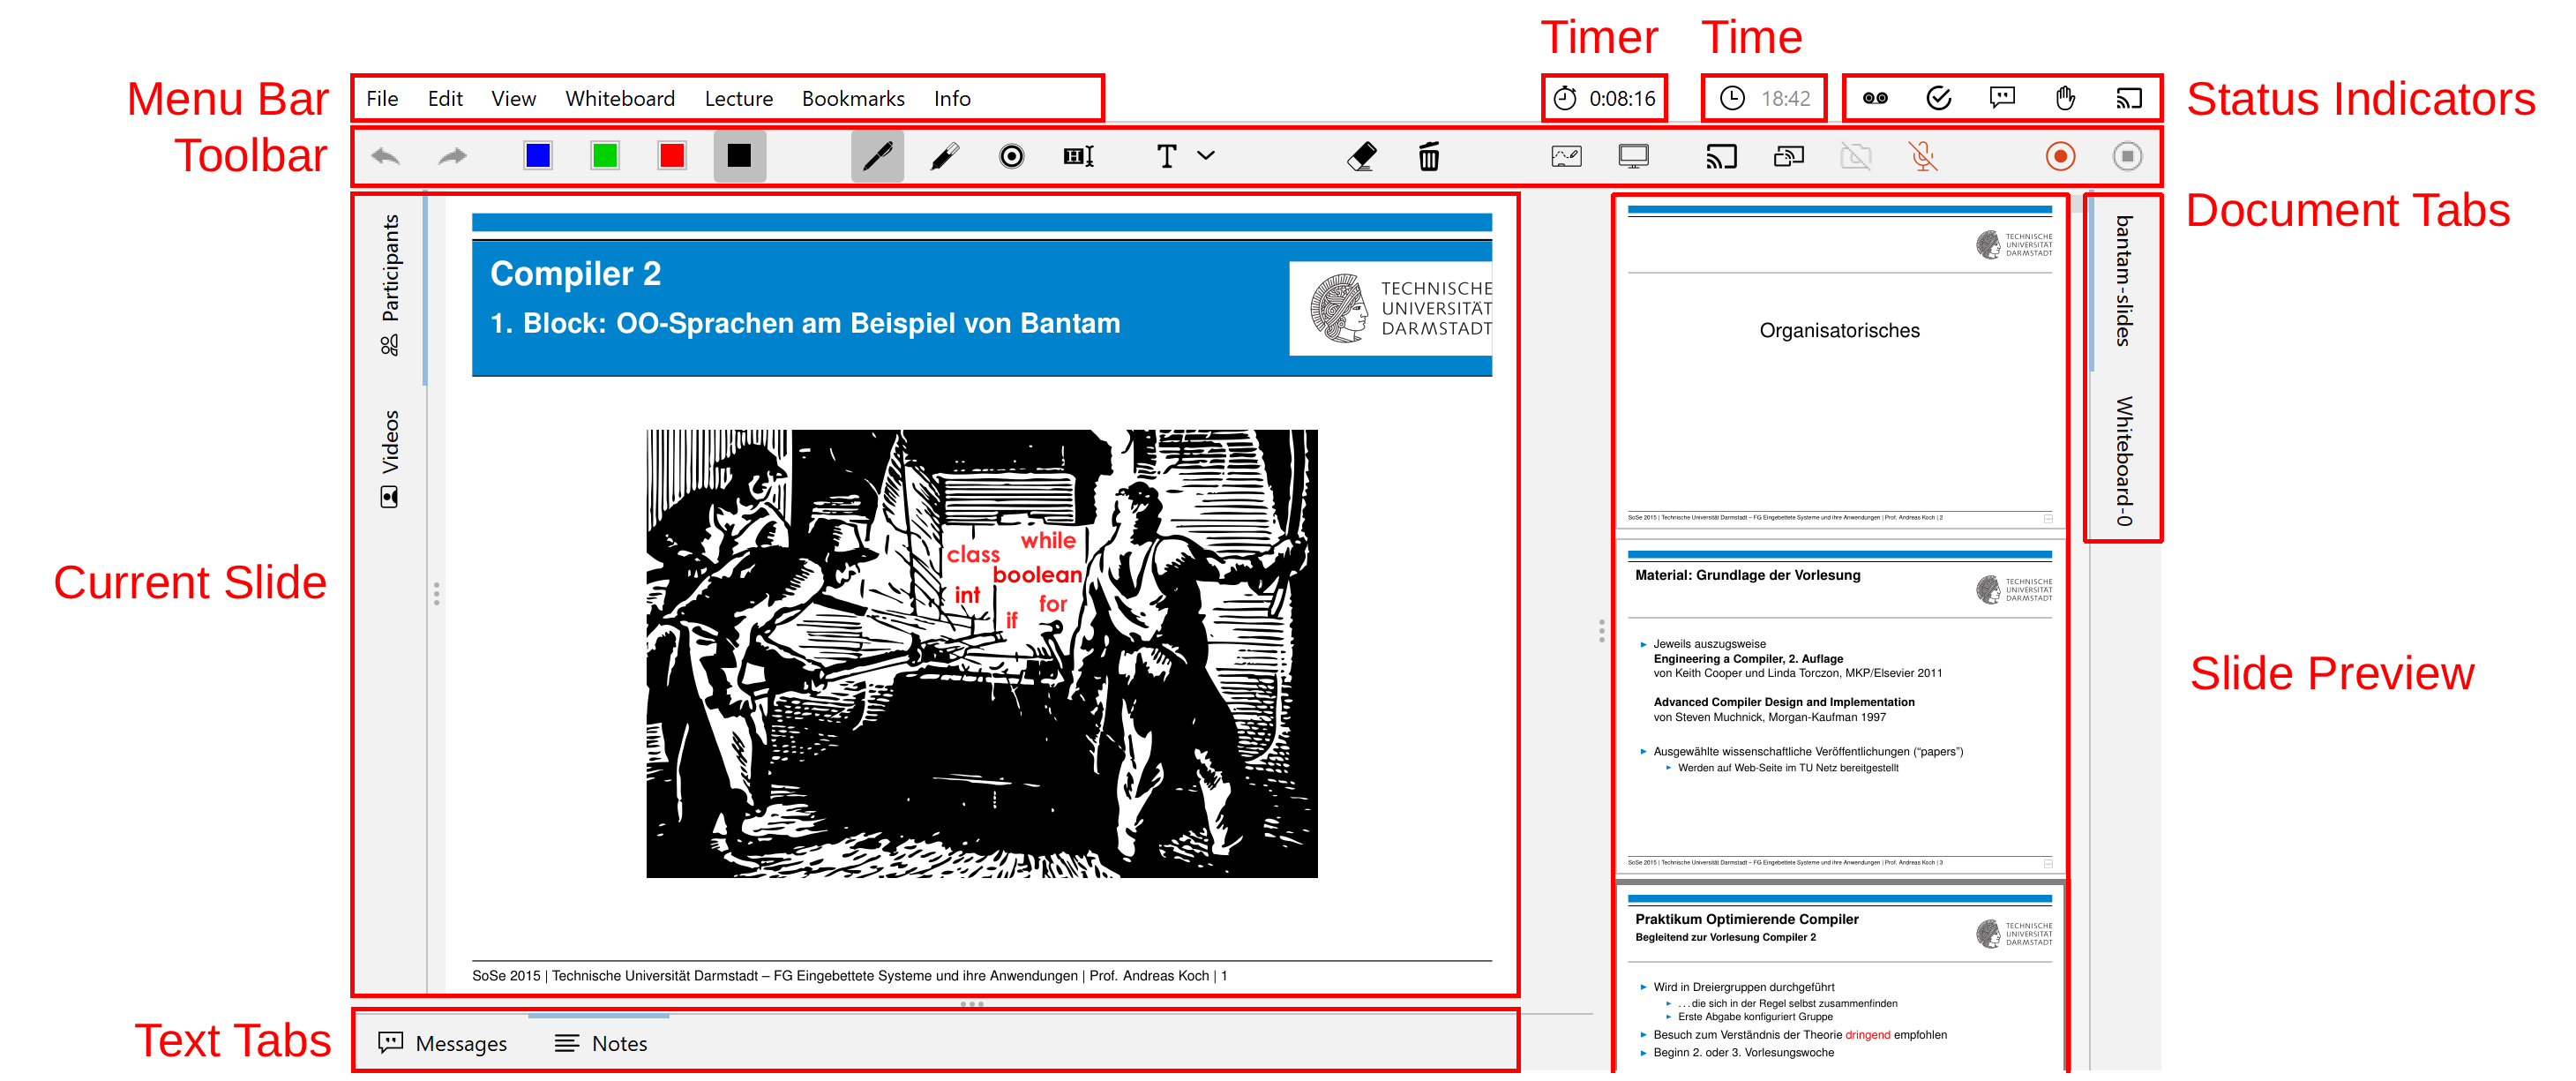 Timer Time
Menu Bar
File Edit View Whiteboard Lecture Bookmarks Info
0:08:16
18:42
Status Indicators
Toolbar
T
Document Tabs
Participants
Videos
Current Slide
Compiler 2
1. Block: OO-Sprachen am Beispiel von Bantam
TECHNISCHE
UNIVERSITÄT
DARMSTADT
while
class
boolean
int
for
if
SoSe 2015 | Technische Universität Darmstadt – FG Eingebettete Systeme und ihre Anwendungen | Prof. Andreas Koch | 1
TECHNISCHE
UNIVERSITÄT
DARMSTADT
Organisatorisches
SoSe 2015 | Technische Universität Darmstadt – FG Eingebettete Systeme und ihre Anwendungen | Prof. Andreas Koch | 2
Material: Grundlage der Vorlesung
TECHNISCHE
UNIVERSITÄT
DARMSTADT
Jeweils auszugsweise
Engineering a Compiler, 2. Auflage
von Keith Cooper und Linda Torczon, MKP/Elsevier 2011
Advanced Compiler Design and Implementation
von Steven Muchnick, Morgan-Kaufman 1997
Ausgewählte wissenschaftliche Veröffentlichungen (“papers”)
Werden auf Web-Seite im TU Netz bereitgestellt
SoSe 2015 | Technische Universität Darmstadt – FG Eingebettete Systeme und ihre Anwendungen | Prof. Andreas Koch | 3
Praktikum Optimierende Compiler
Begleitend zur Vorlesung Compiler 2
TECHNISCHE
UNIVERSITÄT
DARMSTADT
Wird in Dreiergruppen durchgeführt
...die sich in der Regel selbst zusammenfinden
Erste Abgabe konfiguriert Gruppe
Besuch zum Verständnis der Theorie dringend empfohlen
Beginn 2. oder 3. Vorlesungswoche
bantam-slides
Whiteboard-0
Slide Preview
Text Tabs
Messages Notes